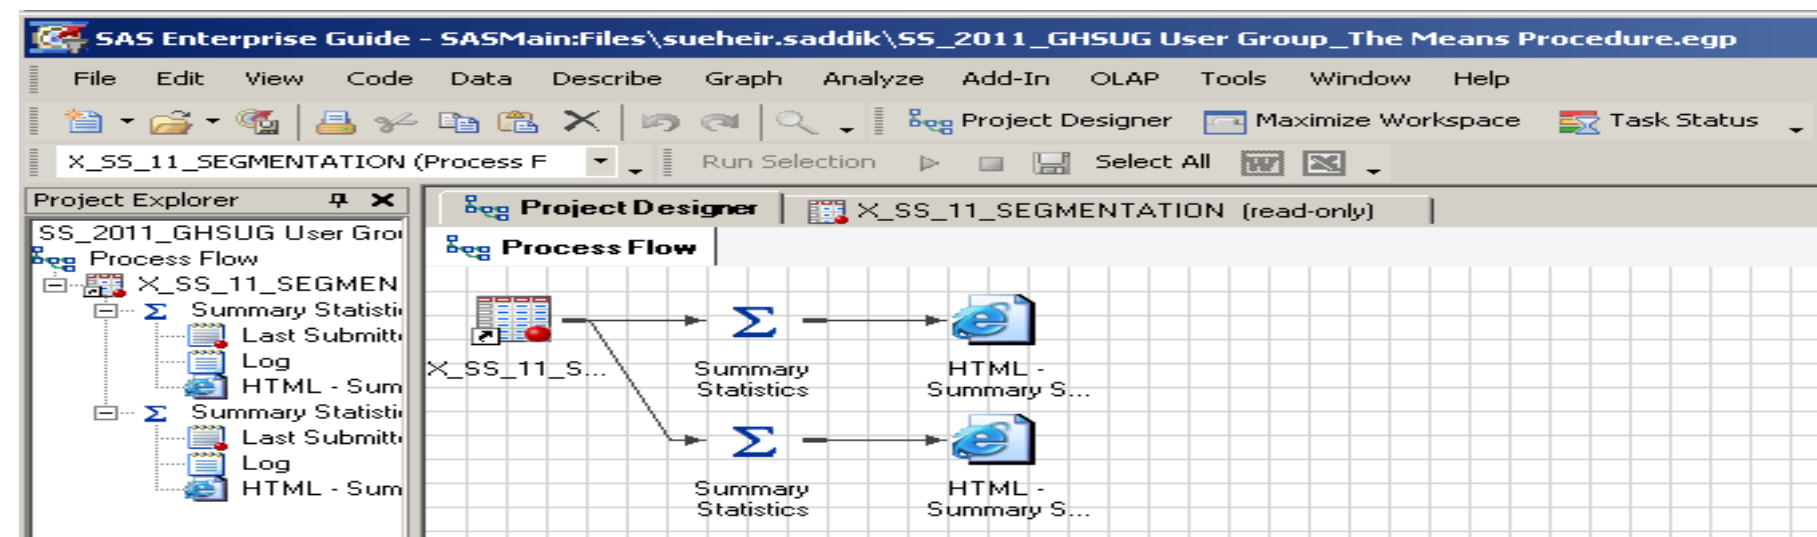 SAS Enterprise Guide - SASMain:Files\sueheir.saddik\SS_2011_GHSUG User Group_The Means Procedure.egp
File Edit View Code Data Describe Graph Analyze Add-In OLAP Tools Window Help
Project Designer Maximize Workspace Task Status
X_SS_11_SEGMENTATION (Process F Run Selection Select All
Project Explorer
Project Designer X_SS_11_SEGMENTATION (read-only)
SS_2011_GHSUG User Gro
Process Flow
Process Flow
X_SS_11_SEGMEN
Summary Statisti
Last Submitt
Log
HTML - Sum
Summary Statisti
Last Submitt
Log
HTML - Sum
X_SS_11_S...
Summary
Statistics
HTML -
Summary S...
Summary
Statistics
HTML -
Summary S...